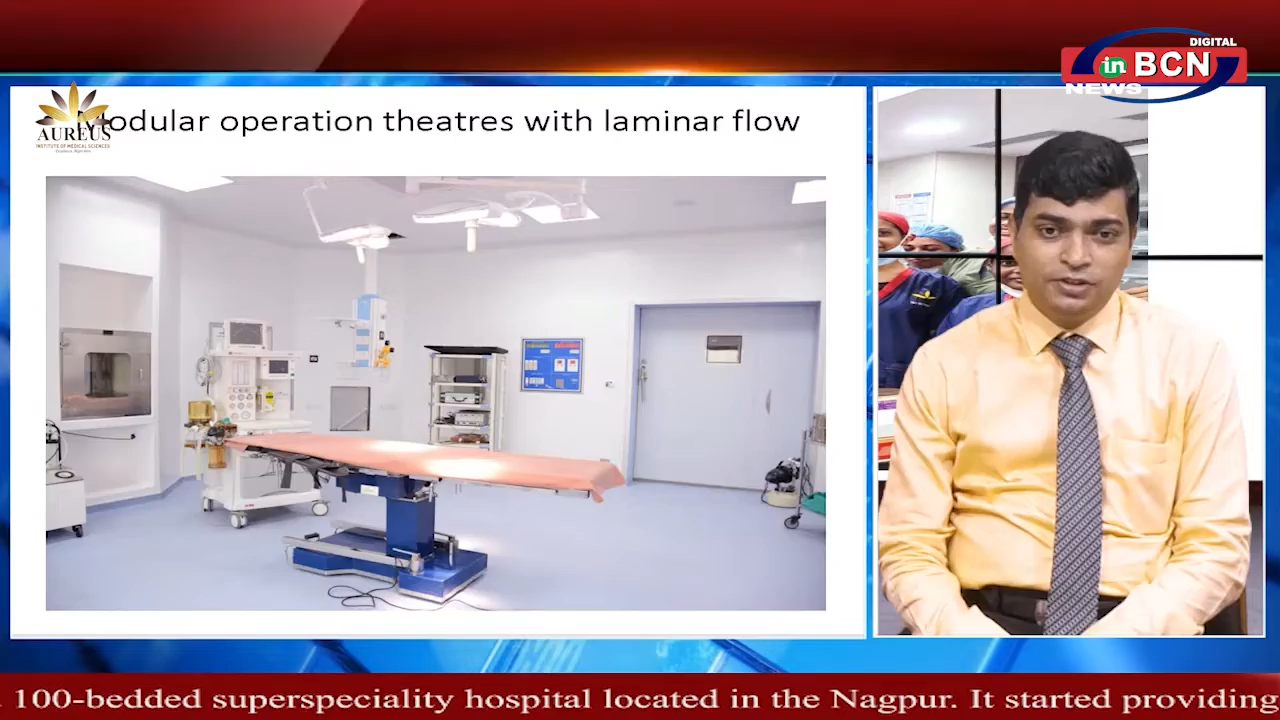 DIGITAL
in BCN
NEWS
AUREUS
INSTITUTE OF MEDICAL SCIENCES
odular operation theatres with laminar flow
100-bedded superspeciality hospital located in the Nagpur. It started providing